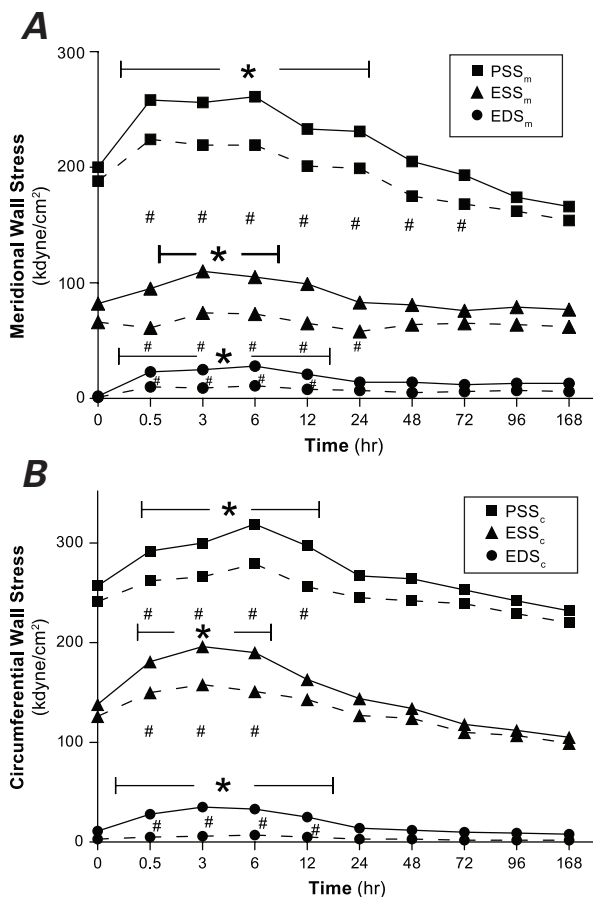 A
Meridional Wall Stress
(kdyne/cm²)
300
200
100
0
*
PSSm
ESSm
EDSm
# # # # # # #
*
# # # # #
*
# # # #
0 0.5 3 6 12 24 48 72 96 168
Time (hr)
B
Circumferential Wall Stress
(kdyne/cm²)
300
200
100
0
*
PSSc
ESSc
EDSc
# # # #
*
# # #
*
# # # #
0 0.5 3 6 12 24 48 72 96 168
Time (hr)